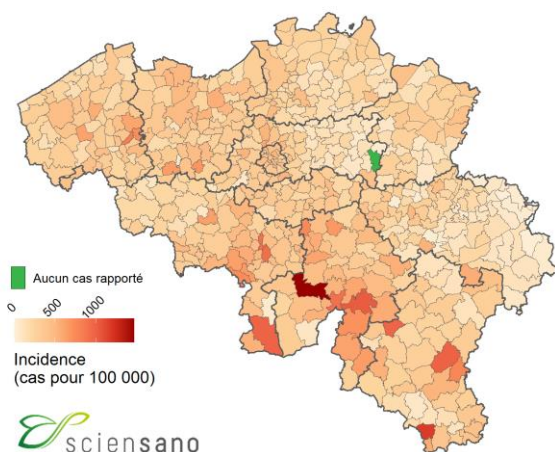 Aucun cas rapporté
0
500
1000
Incidence
(cas pour 100 000)
sciensano